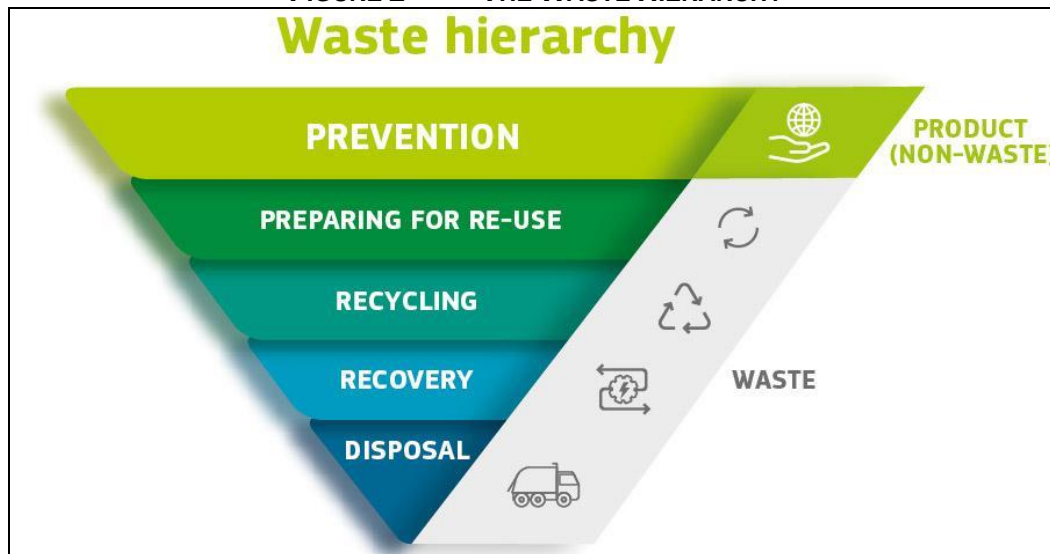 Waste hierarchy
PREVENTION
PRODUCT
(NON-WASTE)
PREPARING FOR RE-USE
RECYCLING
RECOVERY
WASTE
DISPOSAL